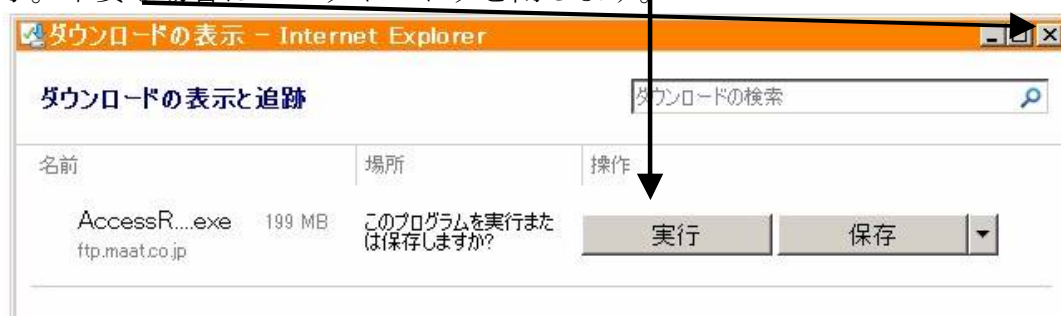 ダウンロードの表示 - Internet Explorer
ダウンロードの表示と追跡
ダウンロードの検索
名前 場所 操作
AccessR....exe 199 MB このプログラムを実行また
は保存しますか?
ftp.maat.co.jp
実行 保存